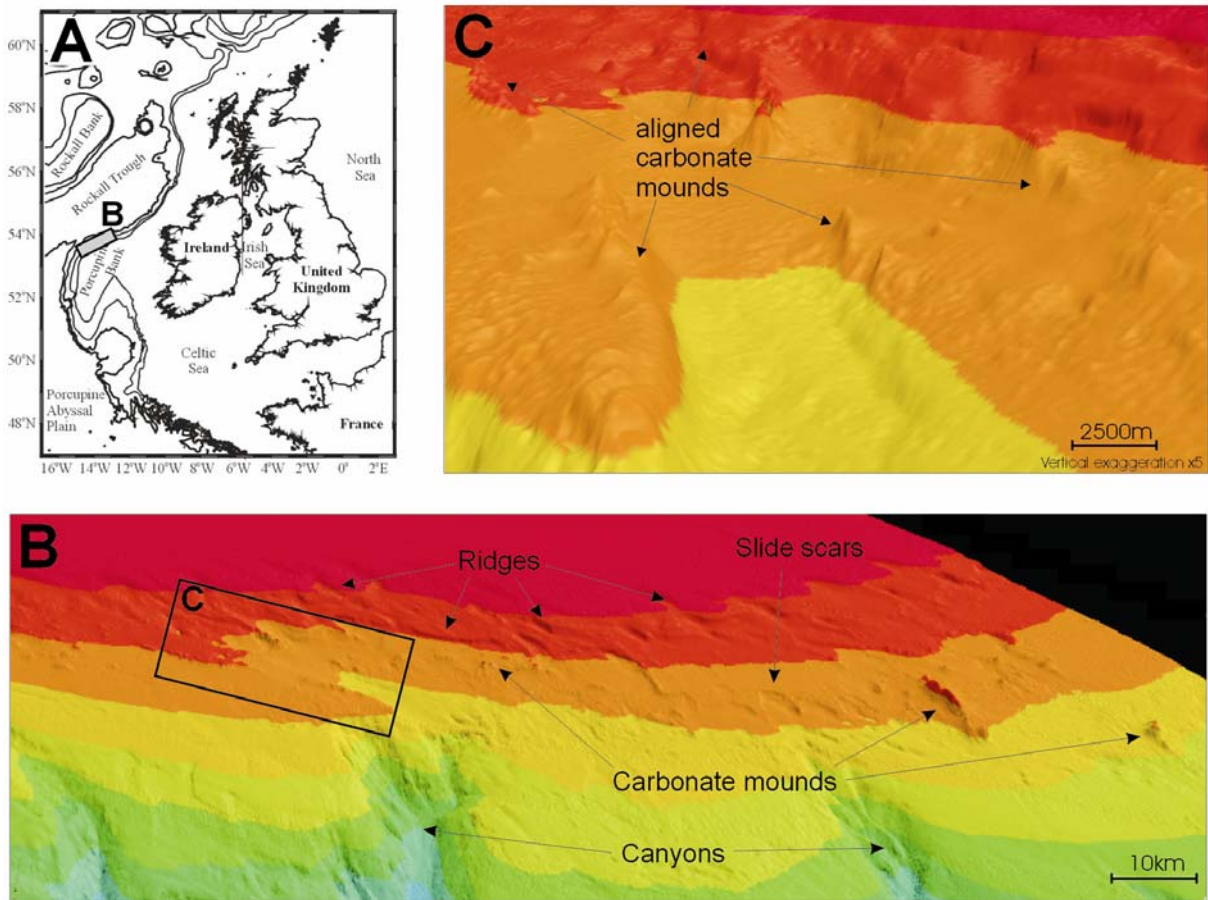 A
60°N
58°N
56°N
54°N
52°N
50°N
48°N
16°W 14°W 12°W 10°W 8°W 6°W 4°W 2°W 0° 2°E
Rockall Bank
Rockall Trough
North
Sea
B
Porcupine
Bank
Ireland
Irish
Sea
United
Kingdom
Celtic
Sea
Porcupine
Abyssal
Plain
France
C
aligned
carbonate
mounds
2500m
Vertical exaggeration x5
B
Ridges
Slide scars
C
Carbonate mounds
Canyons
10km